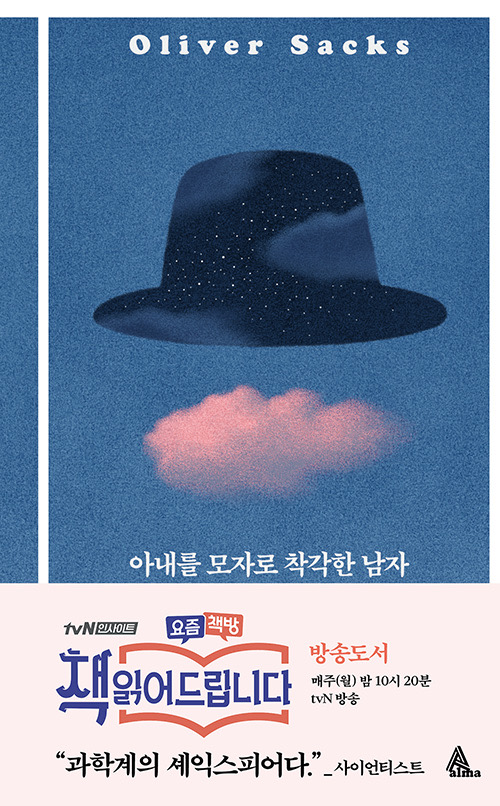 Oliver Sacks
아내를 모자로 착각한 남자
tvN 인사이트
요즘 책방
책 읽어드립니다
방송도서
매주(월) 밤 10시 20분
tvN 방송
“과학계의 셰익스피어다.”_사이언티스트
alma